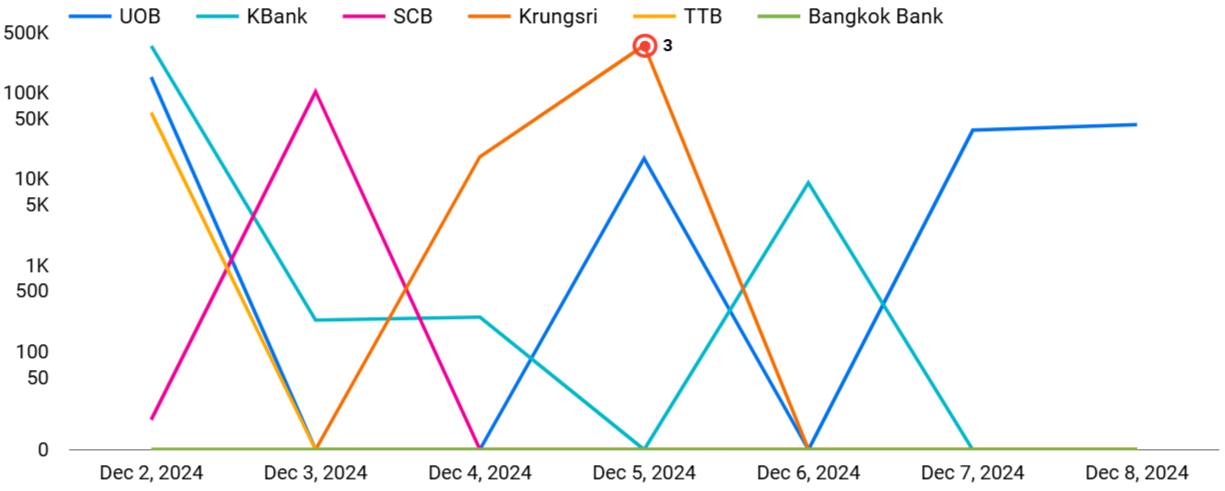 UOB KBank SCB Krungsri TTB Bangkok Bank
500K
3
100K
50K
10K
5K
1K
500
100
50
0
Dec 2, 2024 Dec 3, 2024 Dec 4, 2024 Dec 5, 2024 Dec 6, 2024 Dec 7, 2024 Dec 8, 2024